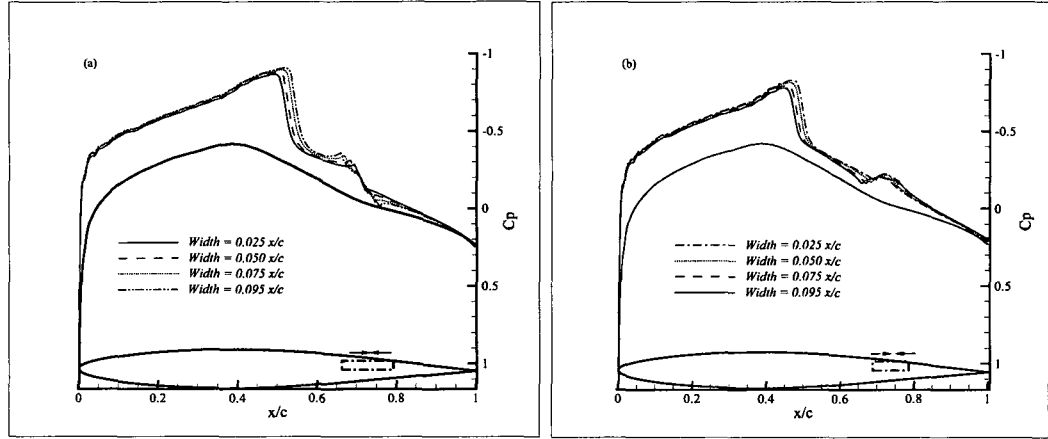 (a)
-1
-0.5
0
0.5
1
Cp
Width = 0.025 x/c
Width = 0.050 x/c
Width = 0.075 x/c
Width = 0.095 x/c
0 0.2 0.4 0.6 0.8 1
x/c
(b)
-1
-0.5
0
0.5
1
Cp
Width = 0.025 x/c
Width = 0.050 x/c
Width = 0.075 x/c
Width = 0.095 x/c
0 0.2 0.4 0.6 0.8 1
x/c